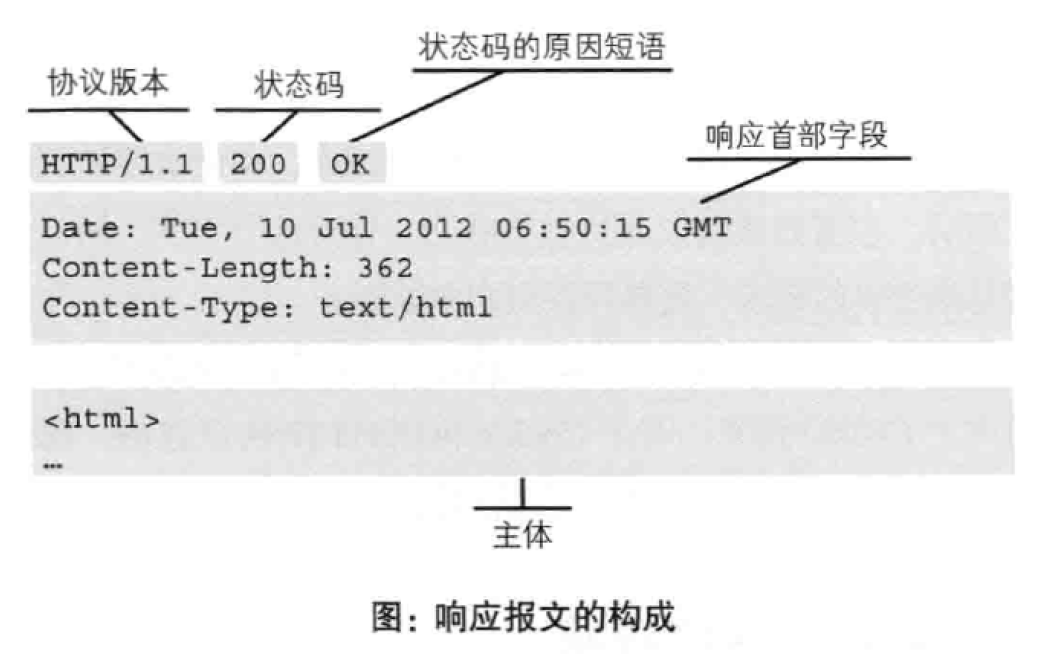 状态码的原因短语
协议版本 状态码
响应首部字段
HTTP/1.1 200 OK
Date: Tue, 10 Jul 2012 06:50:15 GMT
Content-Length: 362
Content-Type: text/html
<html>
…
主体
图：响应报文的构成